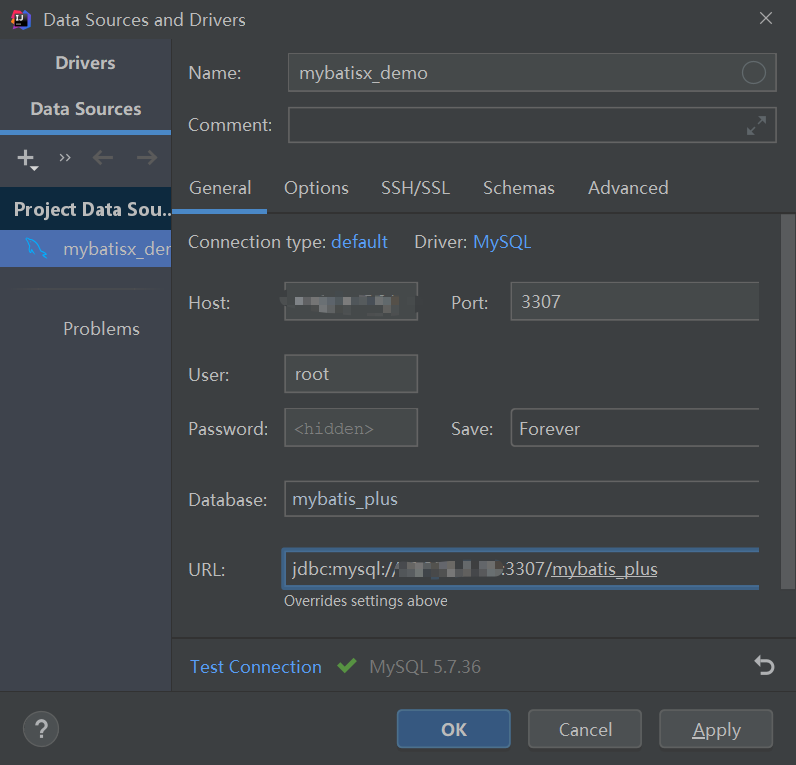 Data Sources and Drivers
Drivers
Data Sources
Project Data Sou..
mybatisx_der
Problems
Name: mybatisx_demo
Comment:
General Options SSH/SSL Schemas Advanced
Connection type: default Driver: MySQL
Host: Port: 3307
User: root
Password: <hidden> Save: Forever
Database: mybatis_plus
URL: jdbc:mysql:// :3307/mybatis_plus
Overrides settings above
Test Connection MySQL 5.7.36
? OK Cancel Apply